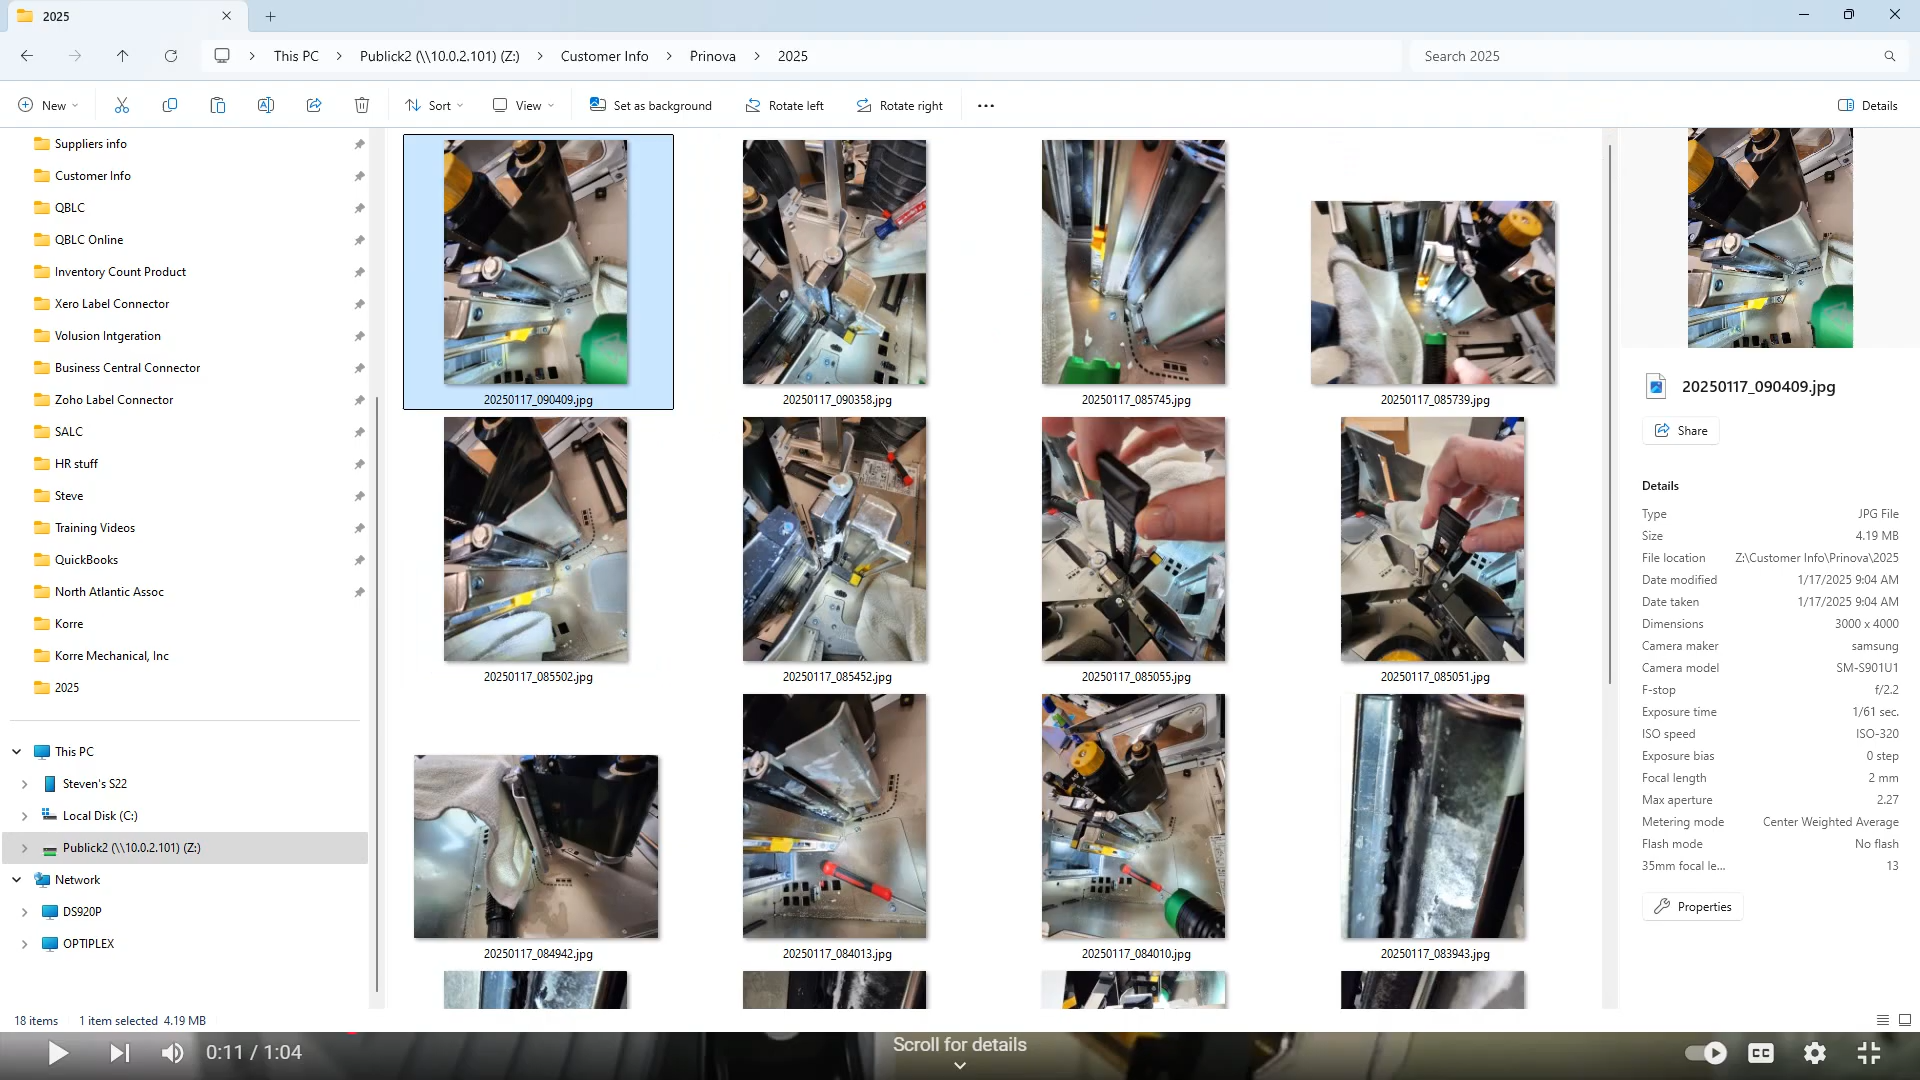 2025
This PC
Publick2 (\\10.0.2.101) (Z:)
Customer Info
Prinova
2025
Search 2025
New
Sort
View
Set as background
Rotate left
Rotate right
Details
Suppliers info
Customer Info
QBLC
QBLC Online
Inventory Count Product
Xero Label Connector
Volusion Intgeration
Business Central Connector
Zoho Label Connector
SALC
HR stuff
Steve
Training Videos
QuickBooks
North Atlantic Assoc
Korre
Korre Mechanical, Inc
2025
This PC
Steven's S22
Local Disk (C:)
Publick2 (\\10.0.2.101) (Z:)
Network
DS920P
OPTIPLEX
20250117_090409.jpg
20250117_090358.jpg
20250117_085745.jpg
20250117_085739.jpg
20250117_085502.jpg
20250117_085452.jpg
20250117_085055.jpg
20250117_085051.jpg
20250117_084942.jpg
20250117_084013.jpg
20250117_084010.jpg
20250117_083943.jpg
20250117_090409.jpg
Share
Details
Type JPG File
Size 4.19 MB
File location Z:\Customer Info\Prinova\2025
Date modified 1/17/2025 9:04 AM
Date taken 1/17/2025 9:04 AM
Dimensions 3000 x 4000
Camera maker samsung
Camera model SM-S901U1
F-stop f/2.2
Exposure time 1/61 sec.
ISO speed ISO-320
Exposure bias 0 step
Focal length 2 mm
Max aperture 2.27
Metering mode Center Weighted Average
Flash mode No flash
35mm focal le... 13
Properties
18 items 1 item selected 4.19 MB
0:11 / 1:04
Scroll for details
CC